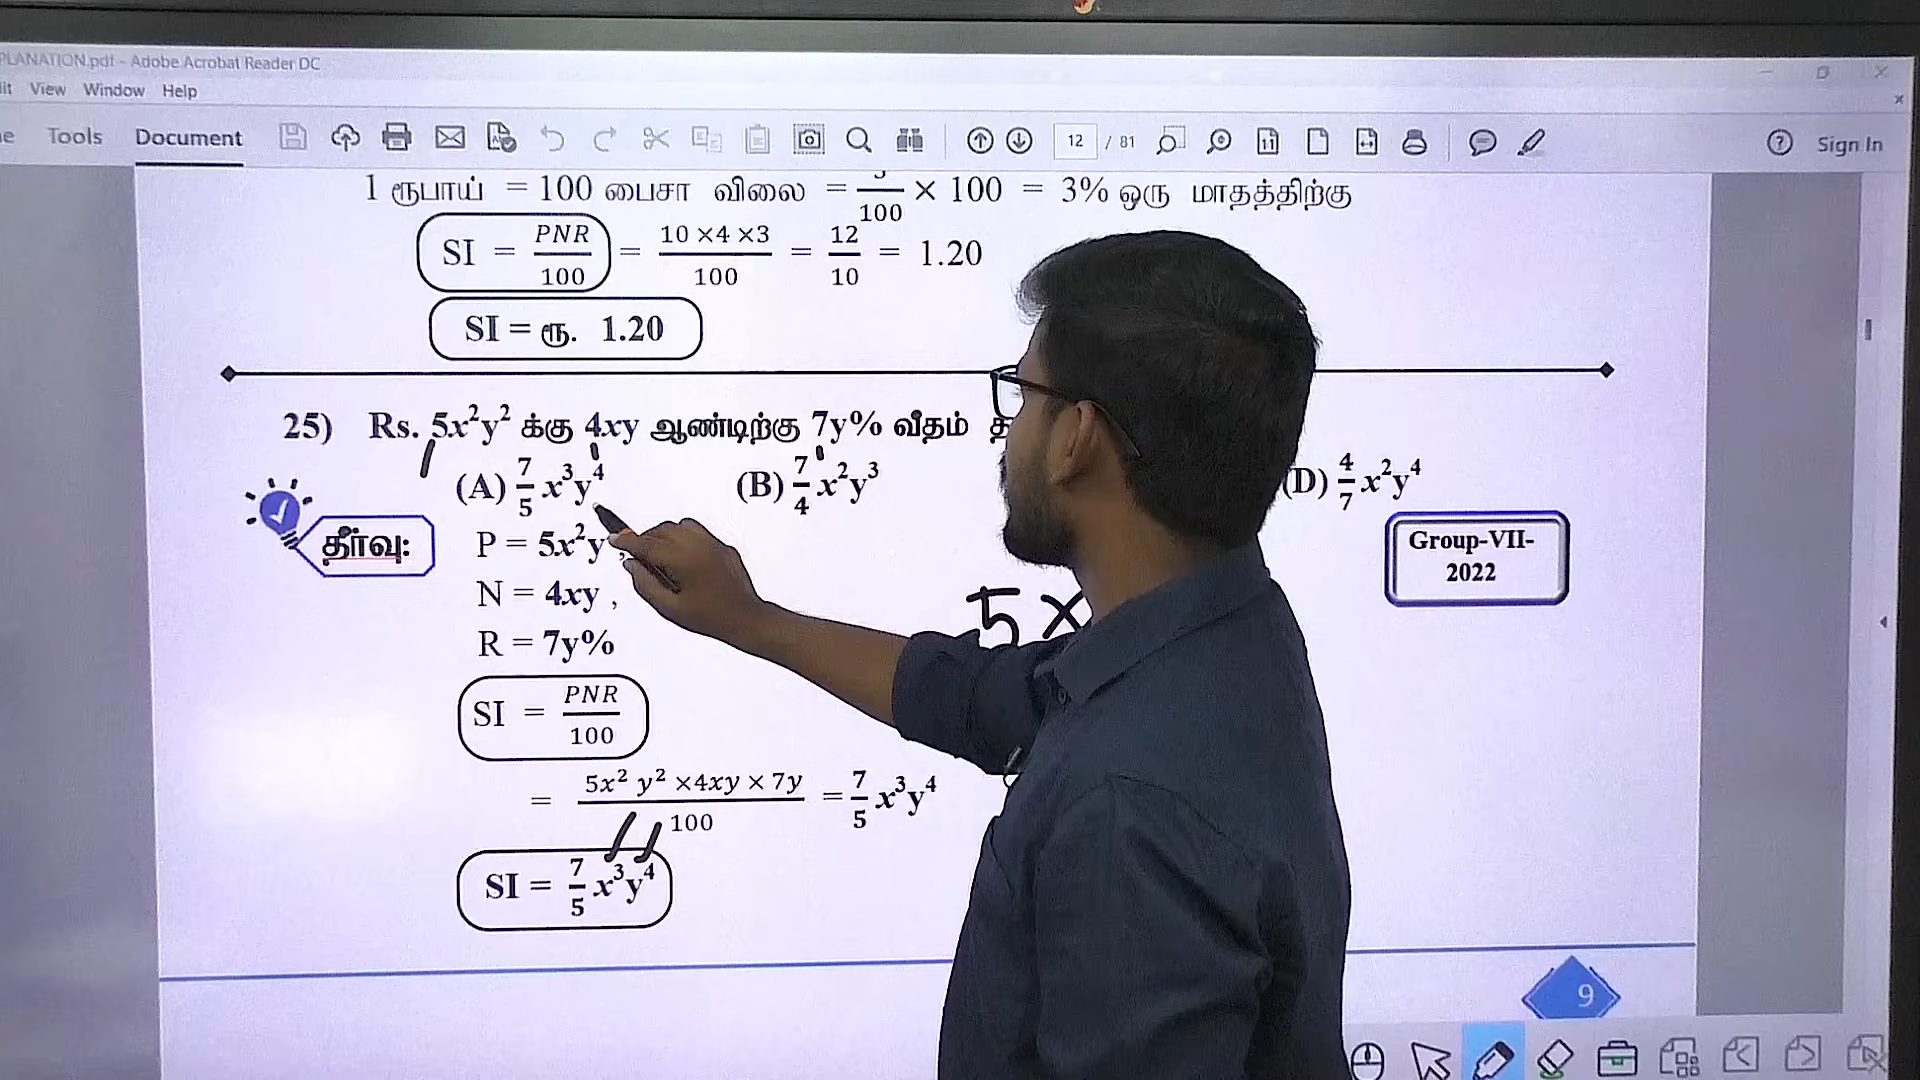 PLANATION.pdf - Adobe Acrobat Reader DC
View Window Help
Tools Document 12 / 81 Sign In
1 ரூபாய் = 100 பைசா விலை = /100 × 100 = 3% ஒரு மாதத்திற்கு
SI = PNR/100 = 10 ×4 ×3/100 = 12/10 = 1.20
SI = ரூ. 1.20
25) Rs. 5x²y² க்கு 4xy ஆண்டிற்கு 7y% வீதம்
(A) 7/5 x³y⁴ (B) 7/4 x²y³ (D) 4/7 x²y⁴
தீர்வு: P = 5x²y
Group-VII-
2022
N = 4xy ,
5 ×
R = 7y%
SI = PNR/100
= 5x² y² ×4xy × 7y/100 = 7/5 x³y⁴
SI = 7/5 x³y⁴
9